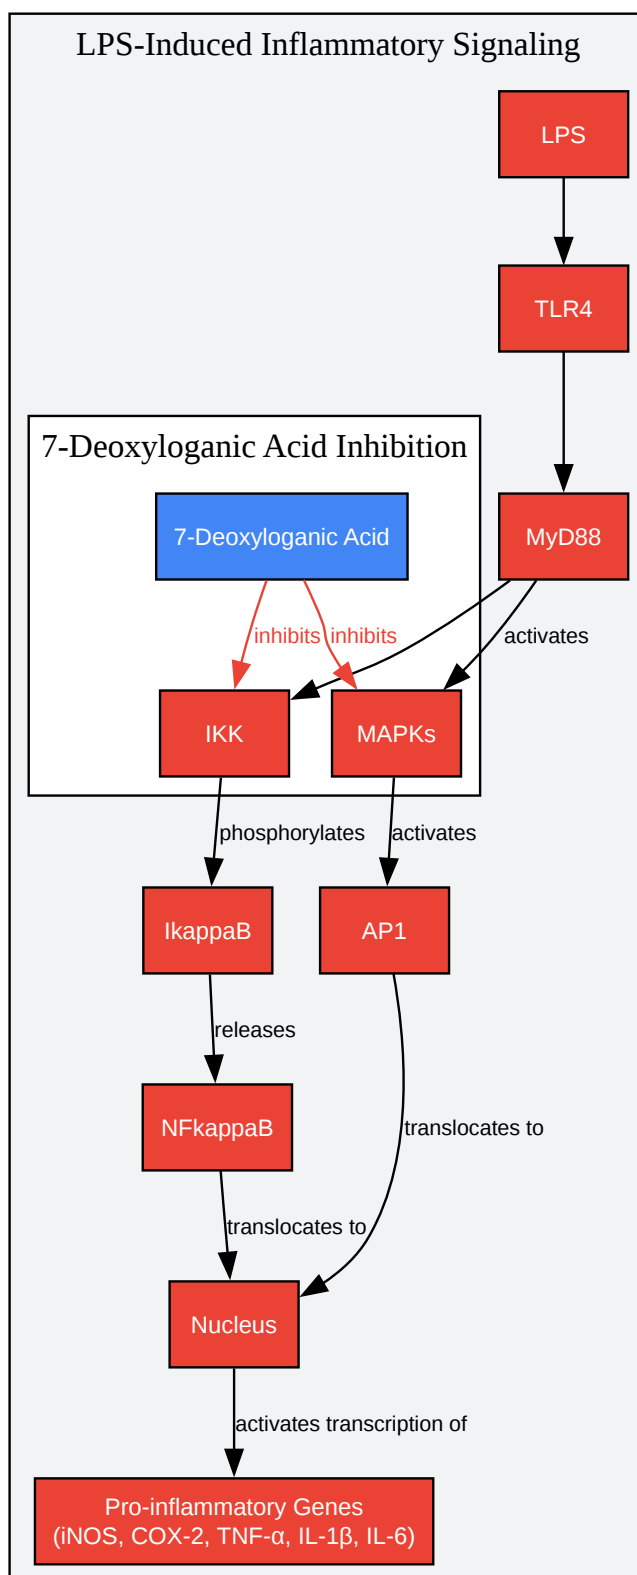 LPS-Induced Inflammatory Signaling
LPS
TLR4
7-Deoxyloganic Acid Inhibition
7-Deoxyloganic Acid
MyD88
inhibits
inhibits
activates
IKK
MAPKs
phosphorylates
activates
IkappaB
AP1
releases
NFkappaB
translocates to
translocates to
Nucleus
activates transcription of
Pro-inflammatory Genes
(iNOS, COX-2, TNF-α, IL-1β, IL-6)